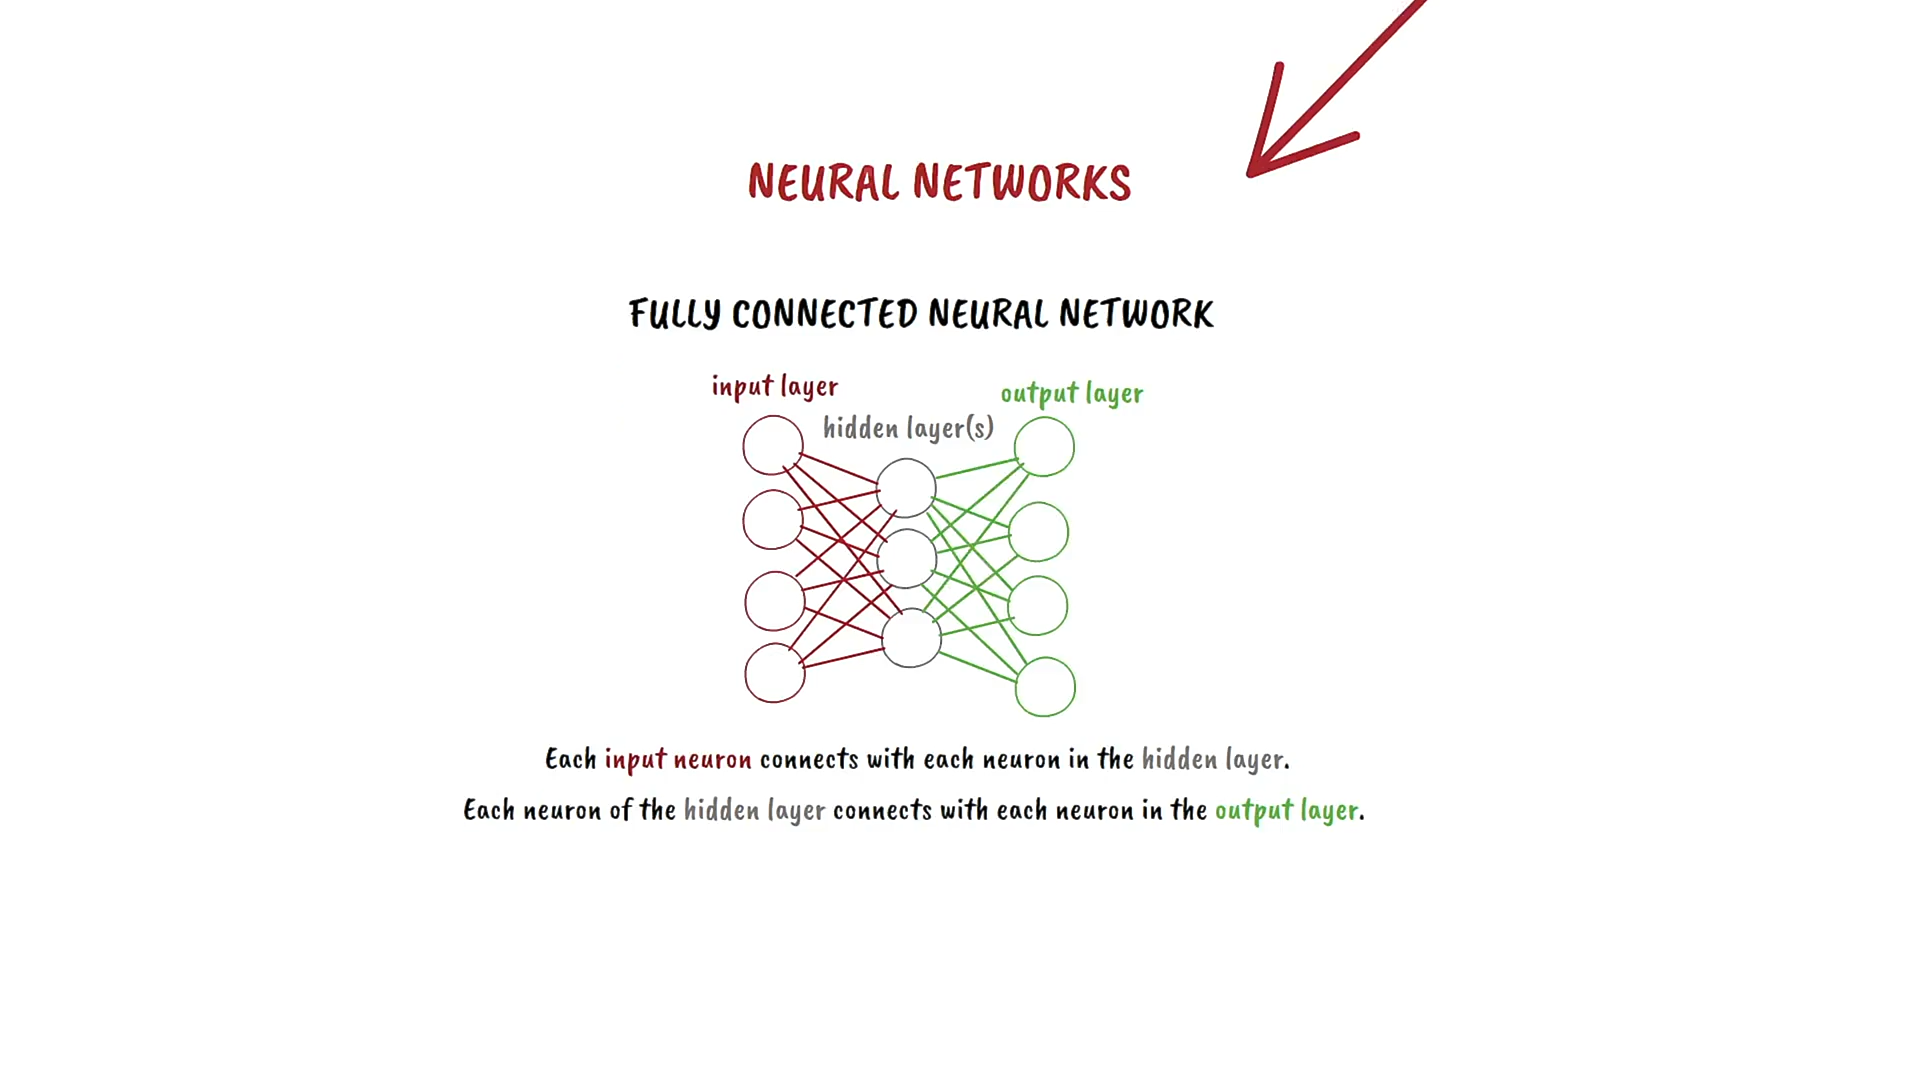 NEURAL NETWORKS
FULLY CONNECTED NEURAL NETWORK
input layer
output layer
hidden layer(s)
Each input neuron connects with each neuron in the hidden layer.
Each neuron of the hidden layer connects with each neuron in the output layer.